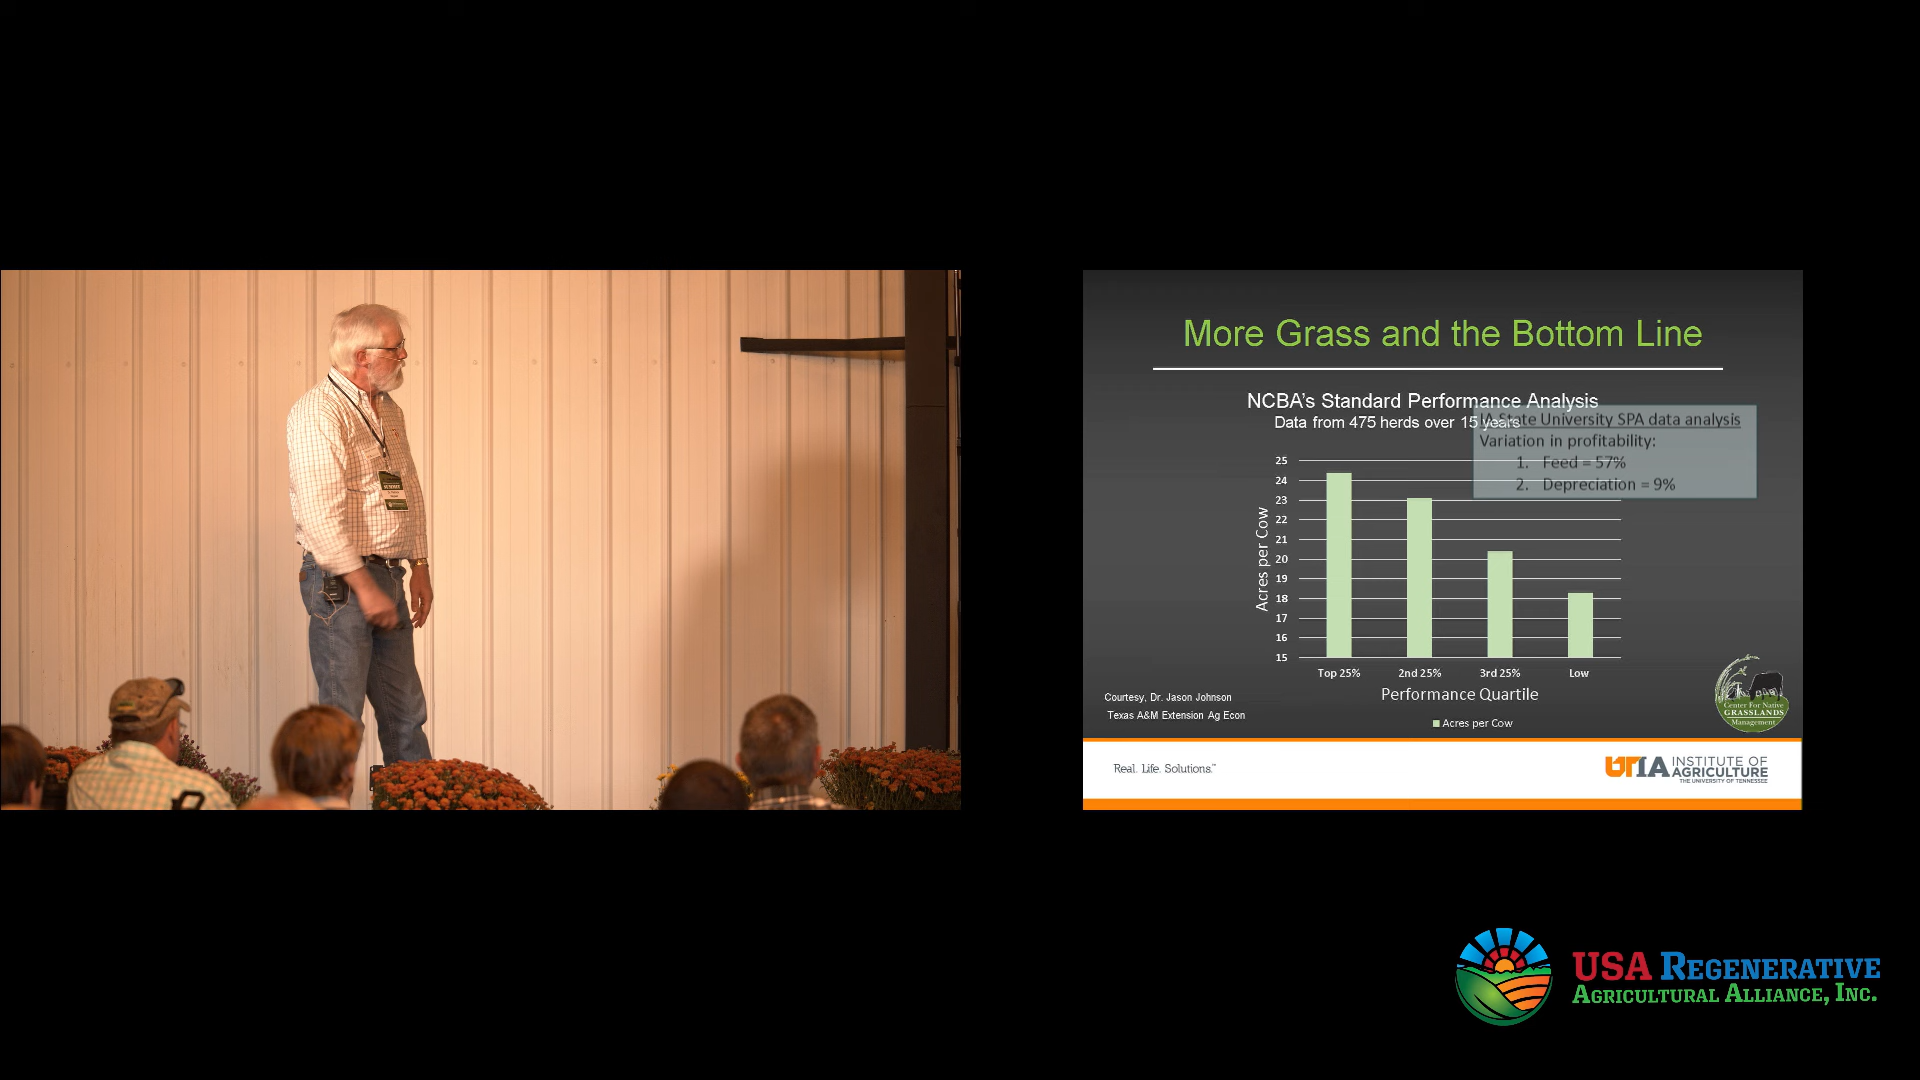 More Grass and the Bottom Line
NCBA's Standard Performance Analysis
Data from 475 herds over 15 years
IA State University SPA data analysis
Variation in profitability:
1. Feed = 57%
2. Depreciation = 9%
Acres per Cow
25
24
23
22
21
20
19
18
17
16
15
Top 25%
2nd 25%
3rd 25%
Low
Performance Quartile
Acres per Cow
Courtesy, Dr. Jason Johnson
Texas A&M Extension Ag Econ
Center For Native
GRASSLANDS
Management
Real. Life. Solutions.™
UTIA INSTITUTE OF
AGRICULTURE
THE UNIVERSITY OF TENNESSEE
SUMMIT
USA REGENERATIVE
AGRICULTURAL ALLIANCE, INC.